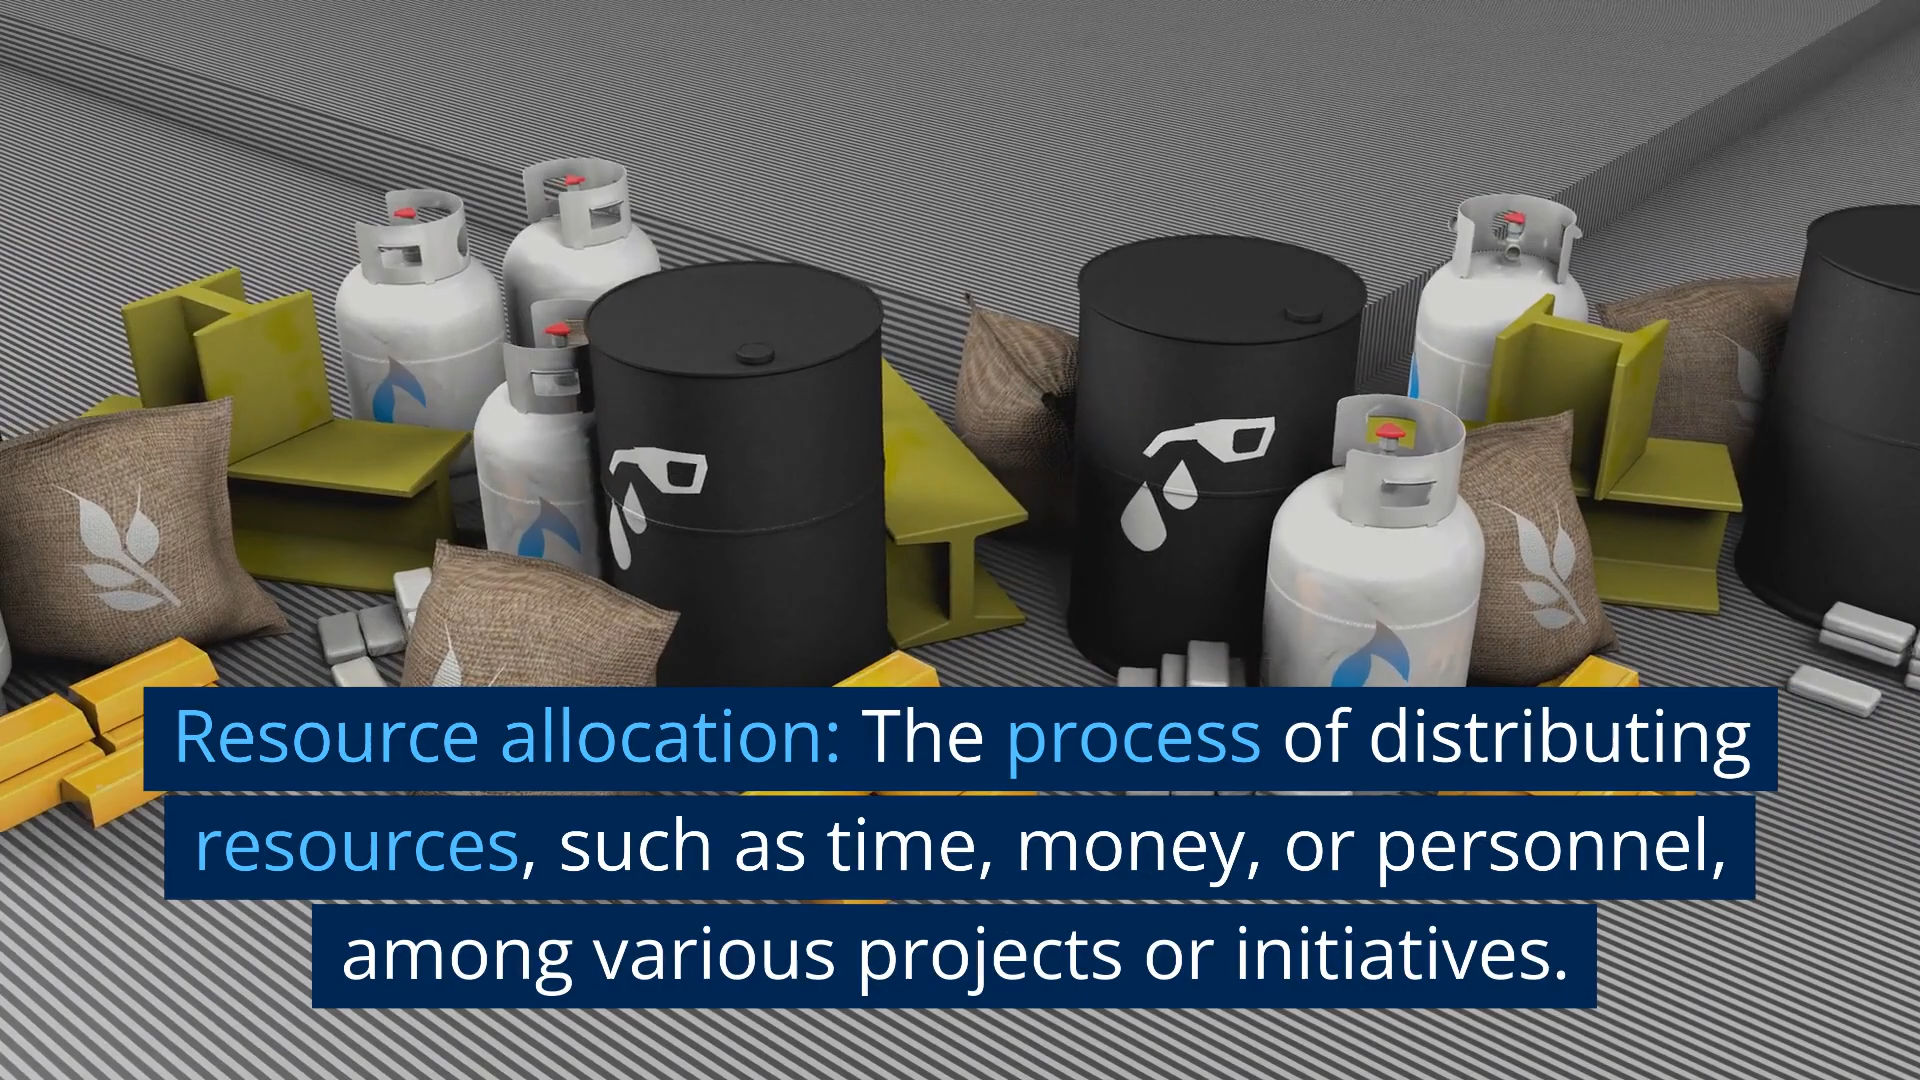 Resource allocation: The process of distributing
resources, such as time, money, or personnel,
among various projects or initiatives.